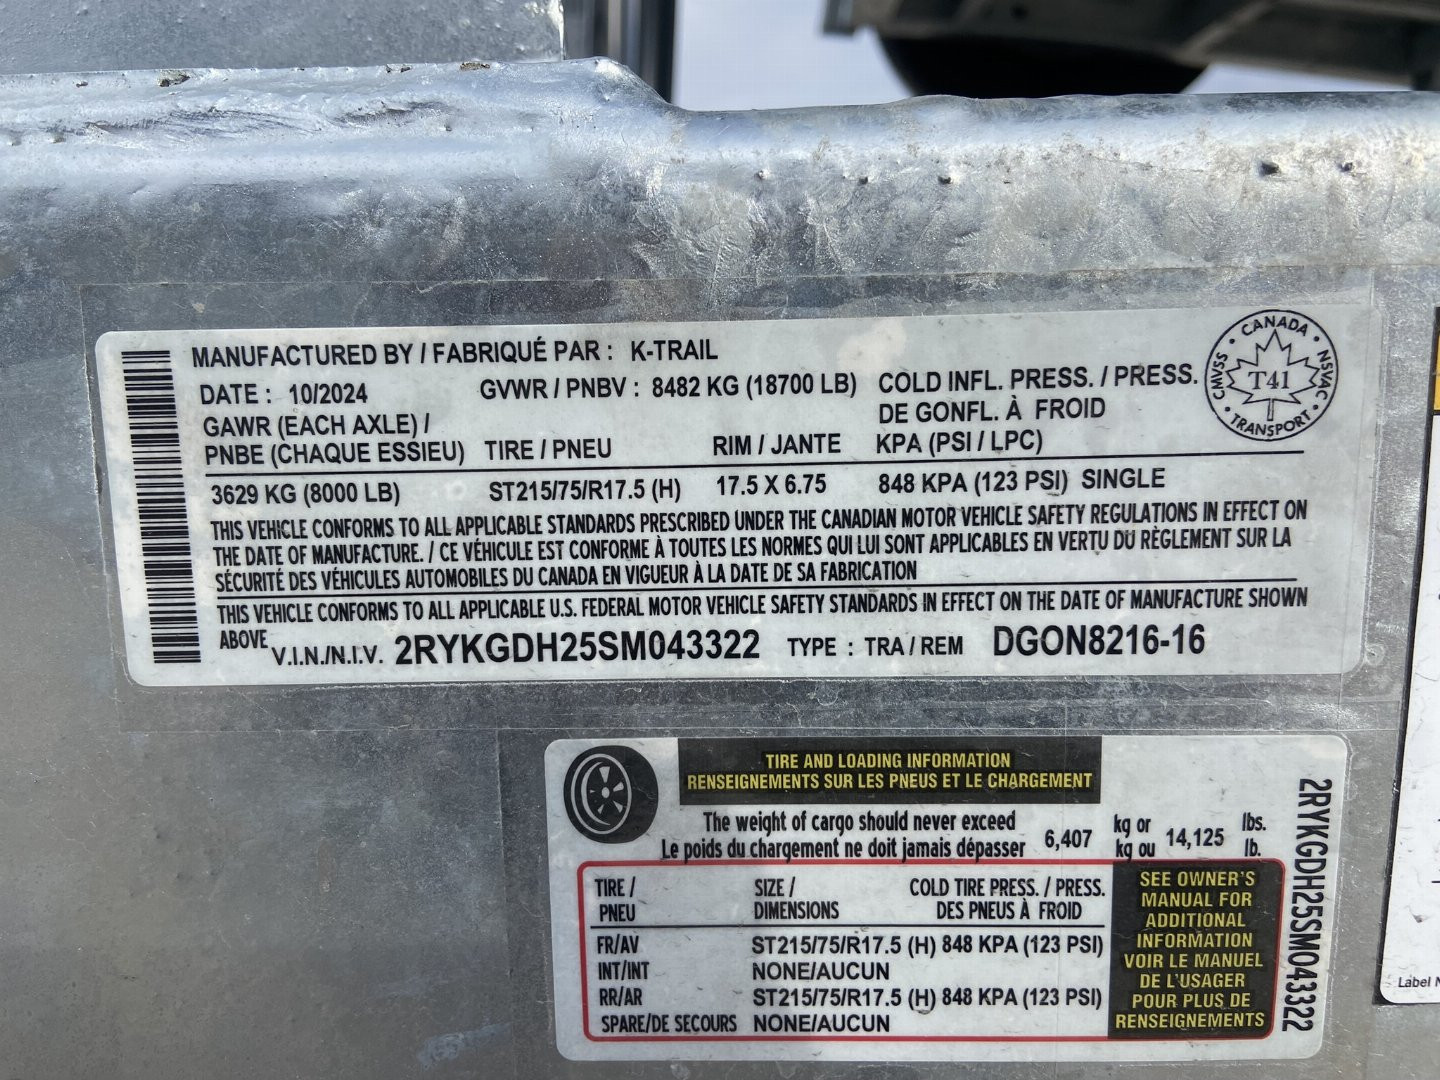 MANUFACTURED BY / FABRIQUÉ PAR : K-TRAIL
DATE : 10/2024 GVWR / PNBV : 8482 KG (18700 LB) COLD INFL. PRESS. / PRESS.
DE GONFL. À FROID
GAWR (EACH AXLE) /
PNBE (CHAQUE ESSIEU) TIRE / PNEU RIM / JANTE KPA (PSI / LPC)
CANADA
CMVSS T41 NSVAC
• TRANSPORT •
3629 KG (8000 LB) ST215/75/R17.5 (H) 17.5 X 6.75 848 KPA (123 PSI) SINGLE
THIS VEHICLE CONFORMS TO ALL APPLICABLE STANDARDS PRESCRIBED UNDER THE CANADIAN MOTOR VEHICLE SAFETY REGULATIONS IN EFFECT ON
THE DATE OF MANUFACTURE. / CE VÉHICULE EST CONFORME À TOUTES LES NORMES QUI LUI SONT APPLICABLES EN VERTU DU RÈGLEMENT SUR LA
SÉCURITÉ DES VÉHICULES AUTOMOBILES DU CANADA EN VIGUEUR À LA DATE DE SA FABRICATION
THIS VEHICLE CONFORMS TO ALL APPLICABLE U.S. FEDERAL MOTOR VEHICLE SAFETY STANDARDS IN EFFECT ON THE DATE OF MANUFACTURE SHOWN
ABOVE V.I.N./N.I.V. 2RYKGDH25SM043322 TYPE : TRA / REM DGON8216-16
TIRE AND LOADING INFORMATION
RENSEIGNEMENTS SUR LES PNEUS ET LE CHARGEMENT
The weight of cargo should never exceed
Le poids du chargement ne doit jamais dépasser
6,407
kg or
kg ou
14,125
lbs.
lb.
TIRE / SIZE / COLD TIRE PRESS. / PRESS.
PNEU DIMENSIONS DES PNEUS À FROID
FR/AV ST215/75/R17.5 (H) 848 KPA (123 PSI)
INT/INT NONE/AUCUN
RR/AR ST215/75/R17.5 (H) 848 KPA (123 PSI)
SPARE/DE SECOURS NONE/AUCUN
SEE OWNER'S
MANUAL FOR
ADDITIONAL
INFORMATION
VOIR LE MANUEL
DE L'USAGER
POUR PLUS DE
RENSEIGNEMENTS
2RYKGDH25SM043322
Label